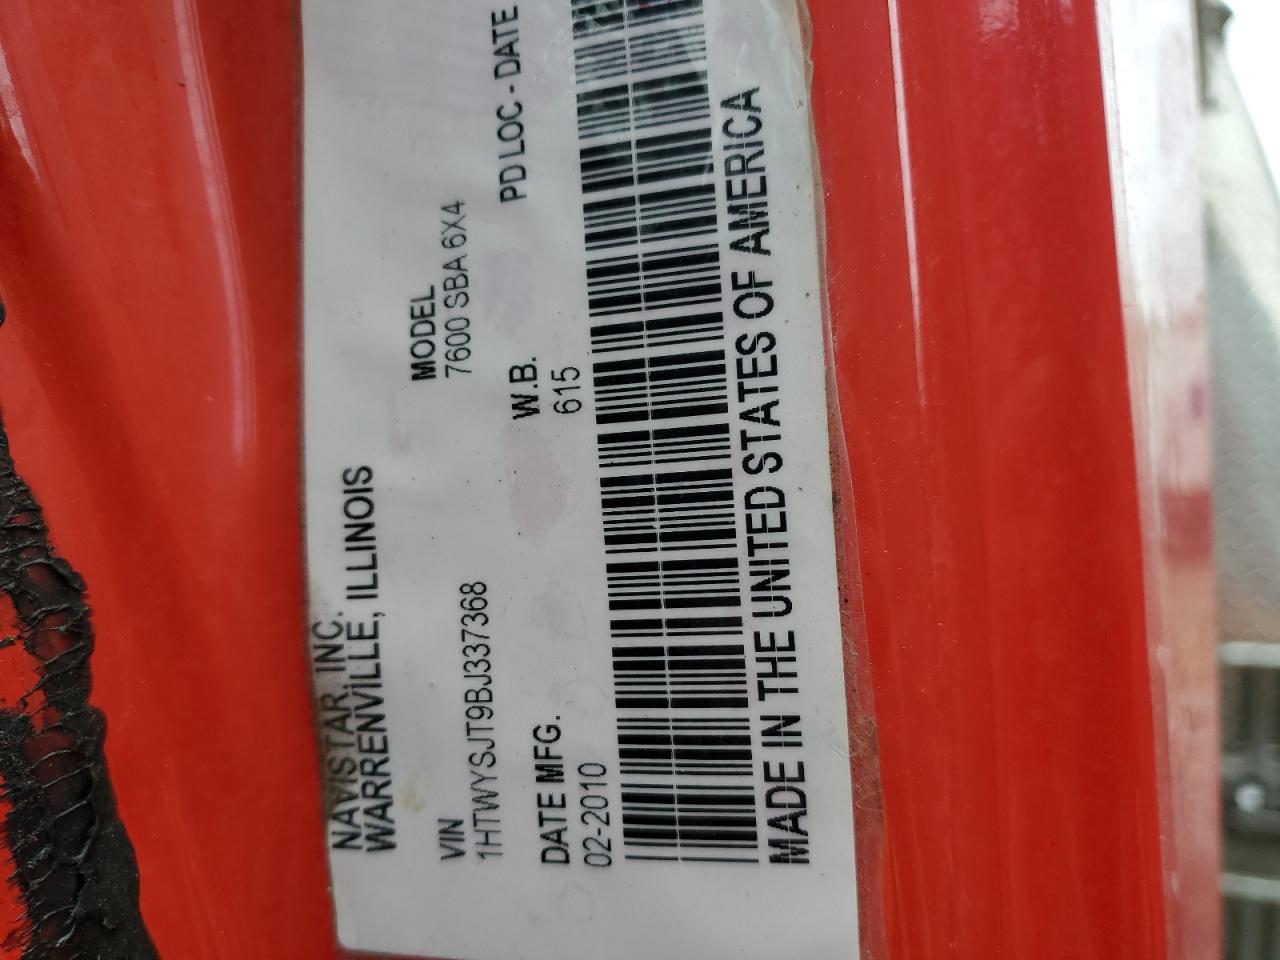 NAVISTAR, INC.
WARRENVILLE, ILLINOIS
VIN MODEL
1HTWYSJT9BJ337368 7600 SBA 6X4
DATE MFG. W.B. PD LOC - DATE
02-2010 615
MADE IN THE UNITED STATES OF AMERICA